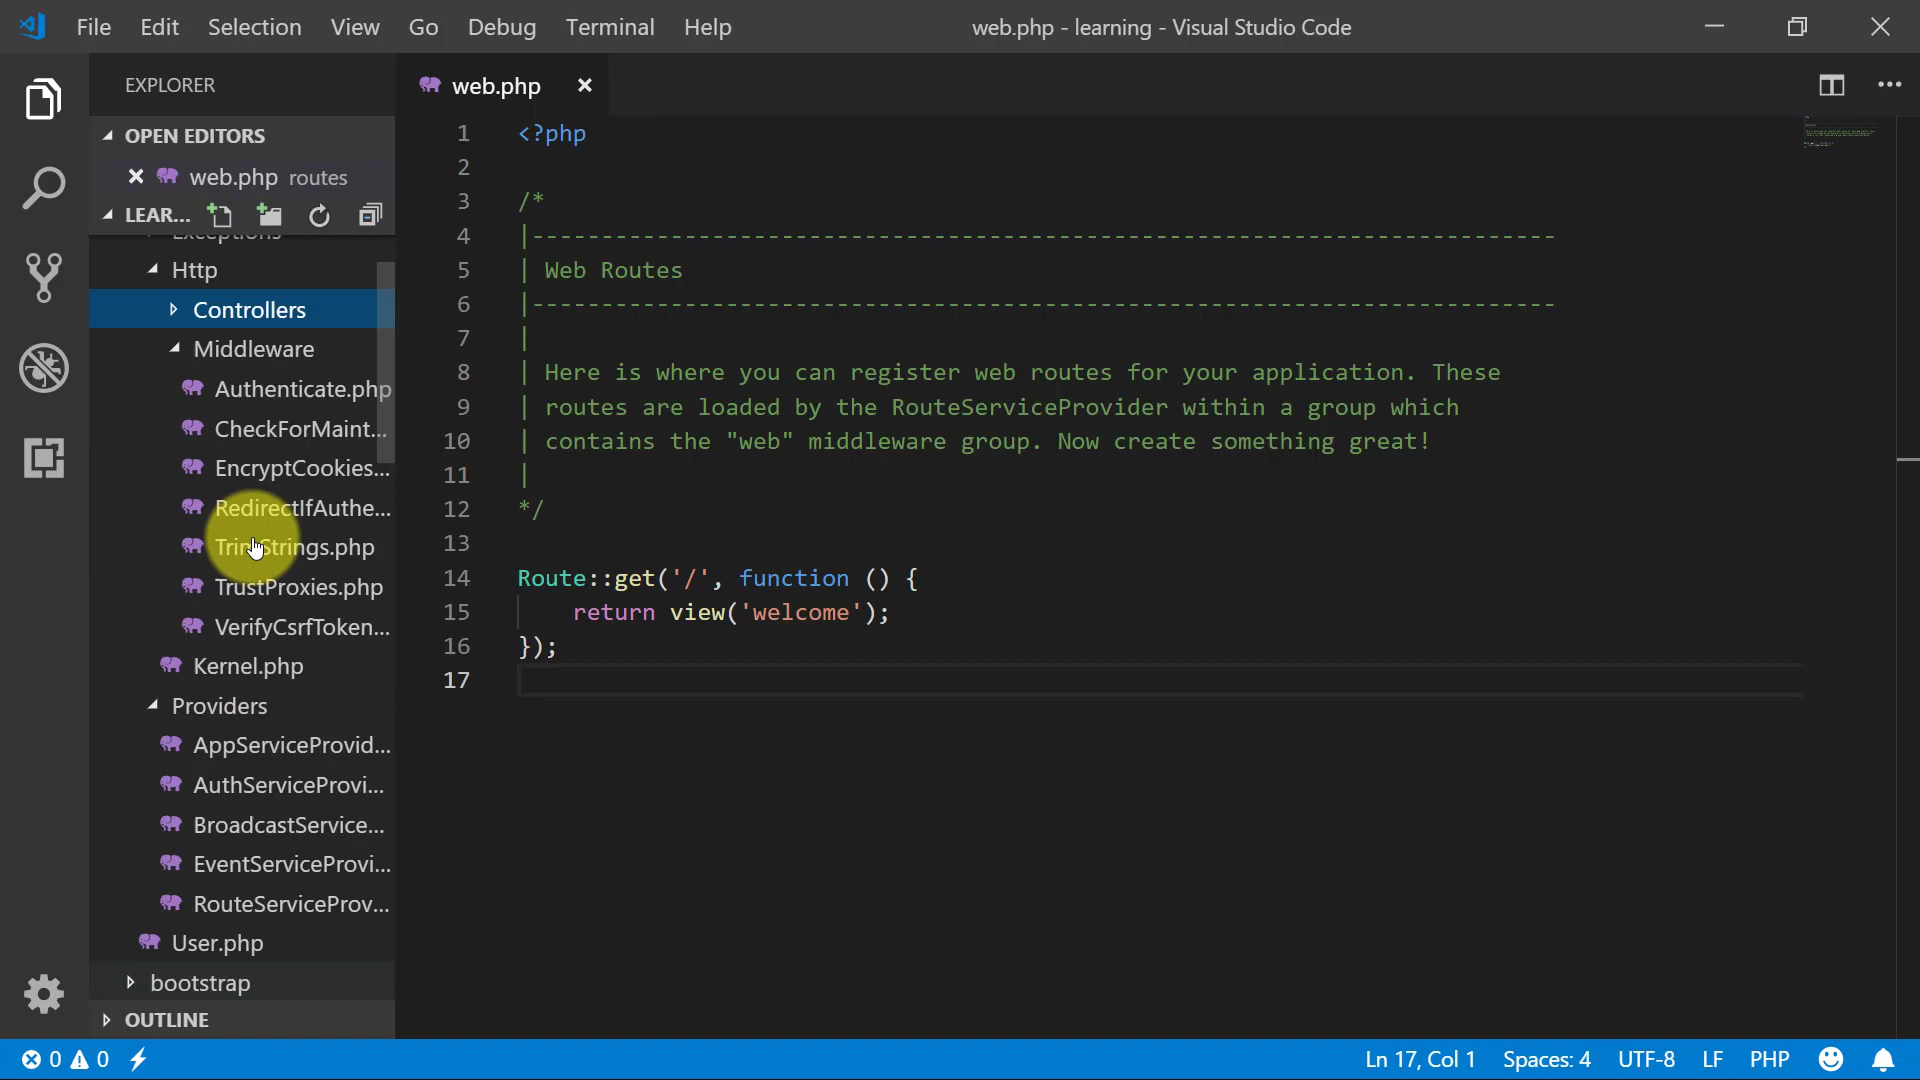 File Edit Selection View Go Debug Terminal Help web.php - learning - Visual Studio Code
EXPLORER
OPEN EDITORS
web.php routes
LEAR...
Exceptions
Http
Controllers
Middleware
Authenticate.php
CheckForMaint...
EncryptCookies...
RedirectIfAuthe...
TrimStrings.php
TrustProxies.php
VerifyCsrfToken...
Kernel.php
Providers
AppServiceProvid...
AuthServiceProvi...
BroadcastService...
EventServiceProvi...
RouteServiceProv...
User.php
bootstrap
OUTLINE
web.php
1 <?php
2
3 /*
4 |--------------------------------------------------------------------------
5 | Web Routes
6 |--------------------------------------------------------------------------
7 |
8 | Here is where you can register web routes for your application. These
9 | routes are loaded by the RouteServiceProvider within a group which
10 | contains the "web" middleware group. Now create something great!
11 |
12 */
13
14 Route::get('/', function () {
15 return view('welcome');
16 });
17
0 0 Ln 17, Col 1 Spaces: 4 UTF-8 LF PHP